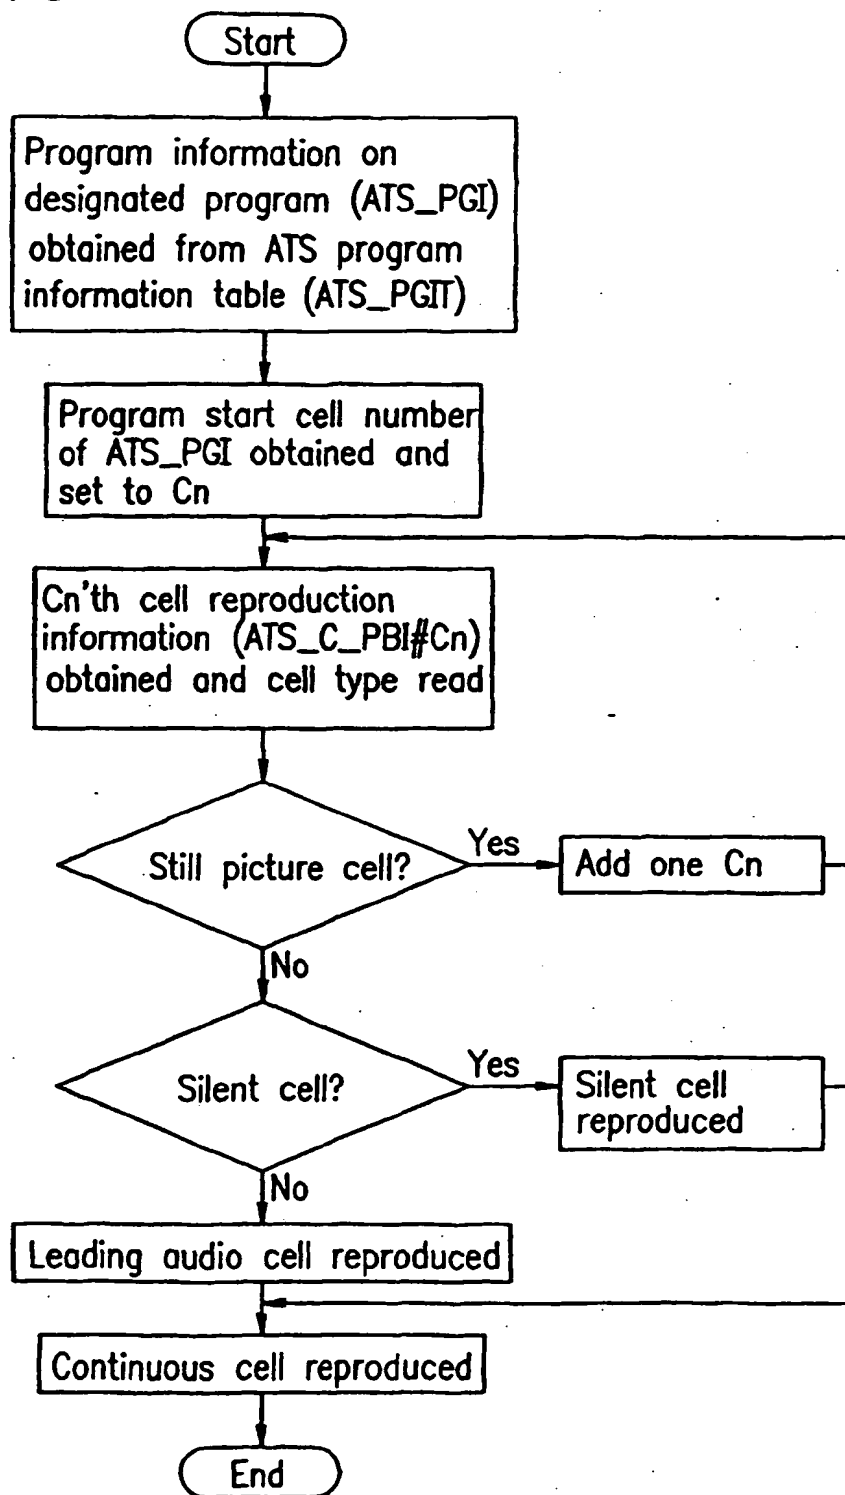 Start
Program information on
designated program (ATS_PGI)
obtained from ATS program
information table (ATS_PGIT)
Program start cell number
of ATS_PGI obtained and
set to Cn
Cn'th cell reproduction
information (ATS_C_PBI#Cn)
obtained and cell type read
Still picture cell?
Yes
Add one Cn
No
Silent cell?
Yes
Silent cell
reproduced
No
Leading audio cell reproduced
Continuous cell reproduced
End